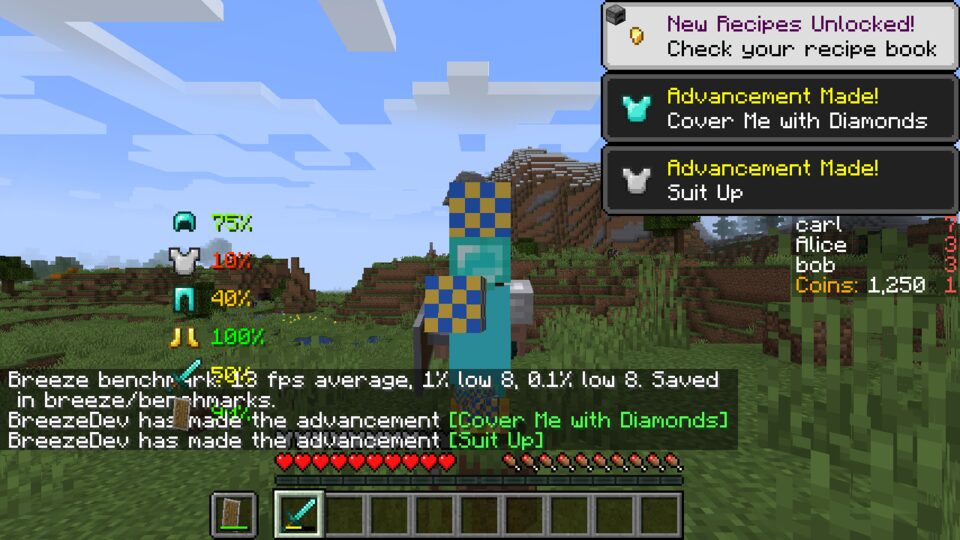 New Recipes Unlocked!
Check your recipe book
Advancement Made!
Cover Me with Diamonds
Advancement Made!
Suit Up
carl 7
Alice 3
bob 3
Coins: 1,250 1
75%
10%
40%
100%
50%
Breeze benchmark: 13 fps average, 1% low 8, 0.1% low 8. Saved
in breeze/benchmarks.
BreezeDev has made the advancement [Cover Me with Diamonds]
BreezeDev has made the advancement [Suit Up]